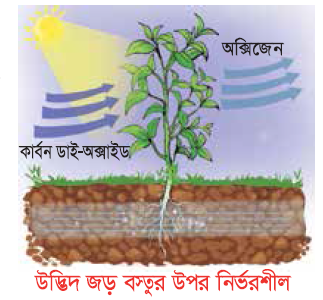 অক্সিজেন
কার্বন ডাই-অক্সাইড
উদ্ভিদ জড় বস্তুর উপর নির্ভরশীল